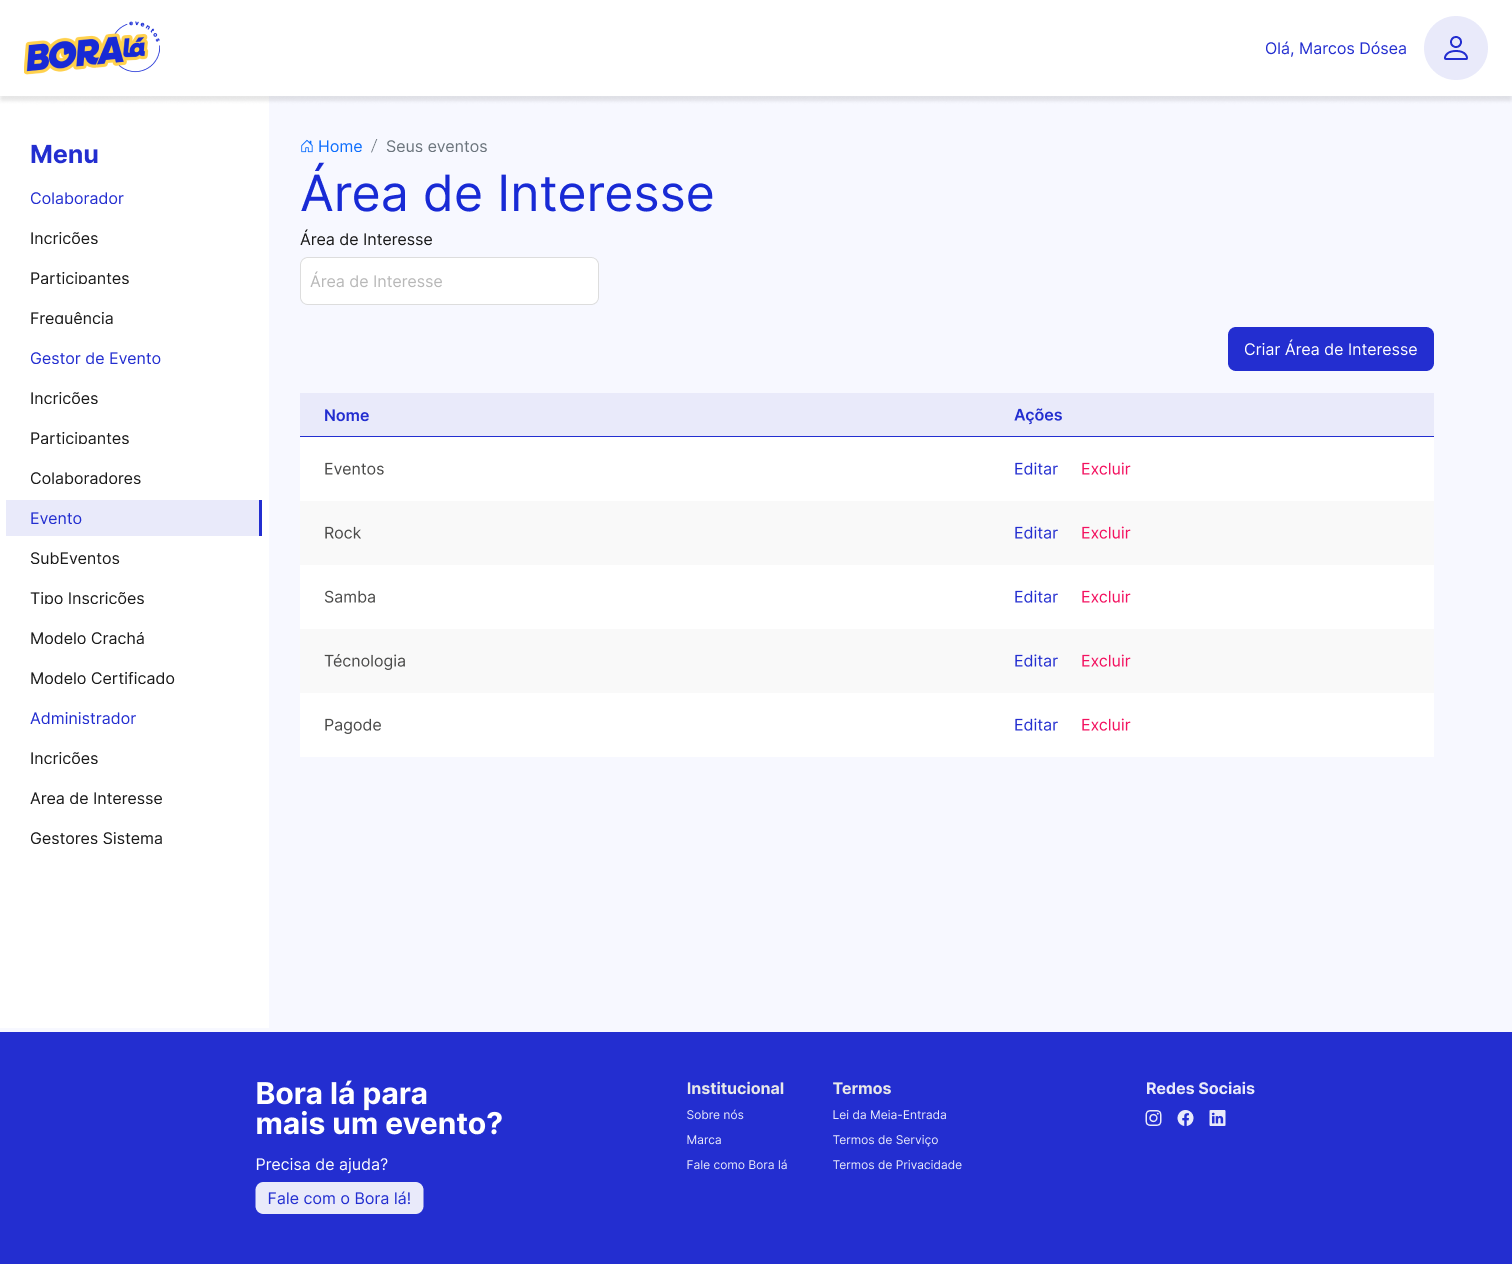 BORA lá eventos
Olá, Marcos Dósea
Menu
Colaborador
Incrições
Participantes
Frequência
Gestor de Evento
Incrições
Participantes
Colaboradores
Evento
SubEventos
Tipo Inscrições
Modelo Crachá
Modelo Certificado
Administrador
Incrições
Area de Interesse
Gestores Sistema
Home / Seus eventos
Área de Interesse
Área de Interesse
Área de Interesse
Criar Área de Interesse
Nome Ações
Eventos Editar Excluir
Rock Editar Excluir
Samba Editar Excluir
Técnologia Editar Excluir
Pagode Editar Excluir
Bora lá para
mais um evento?
Precisa de ajuda?
Fale com o Bora lá!
Institucional
Sobre nós
Marca
Fale como Bora lá
Termos
Lei da Meia-Entrada
Termos de Serviço
Termos de Privacidade
Redes Sociais